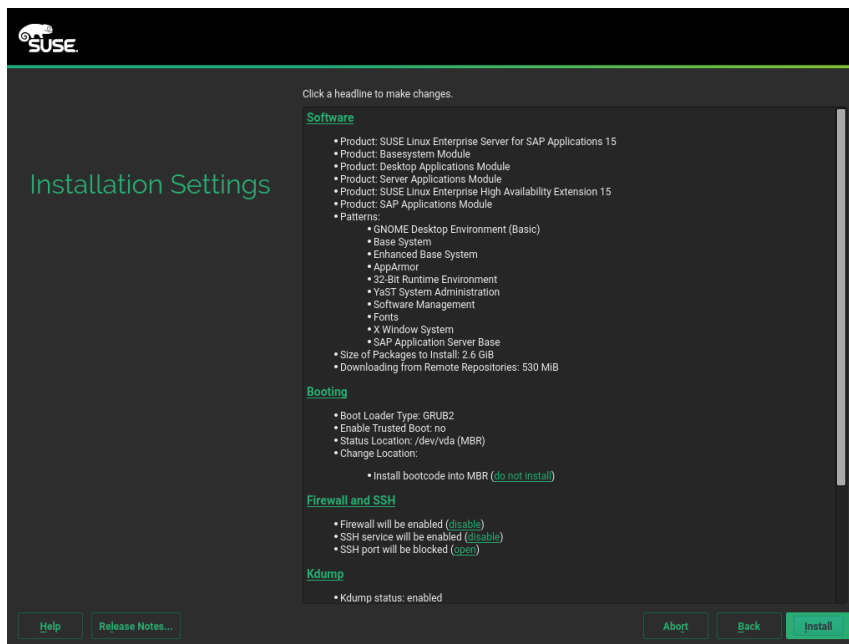 SUSE.
Click a headline to make changes.
Installation Settings
Software
• Product: SUSE Linux Enterprise Server for SAP Applications 15
• Product: Basesystem Module
• Product: Desktop Applications Module
• Product: Server Applications Module
• Product: SUSE Linux Enterprise High Availability Extension 15
• Product: SAP Applications Module
• Patterns:
• GNOME Desktop Environment (Basic)
• Base System
• Enhanced Base System
• AppArmor
• 32-Bit Runtime Environment
• YaST System Administration
• Software Management
• Fonts
• X Window System
• SAP Application Server Base
• Size of Packages to Install: 2.6 GiB
• Downloading from Remote Repositories: 530 MiB
Booting
• Boot Loader Type: GRUB2
• Enable Trusted Boot: no
• Status Location: /dev/vda (MBR)
• Change Location:
• Install bootcode into MBR (do not install)
Firewall and SSH
• Firewall will be enabled (disable)
• SSH service will be enabled (disable)
• SSH port will be blocked (open)
Kdump
• Kdump status: enabled
Help
Release Notes...
Abort
Back
Install